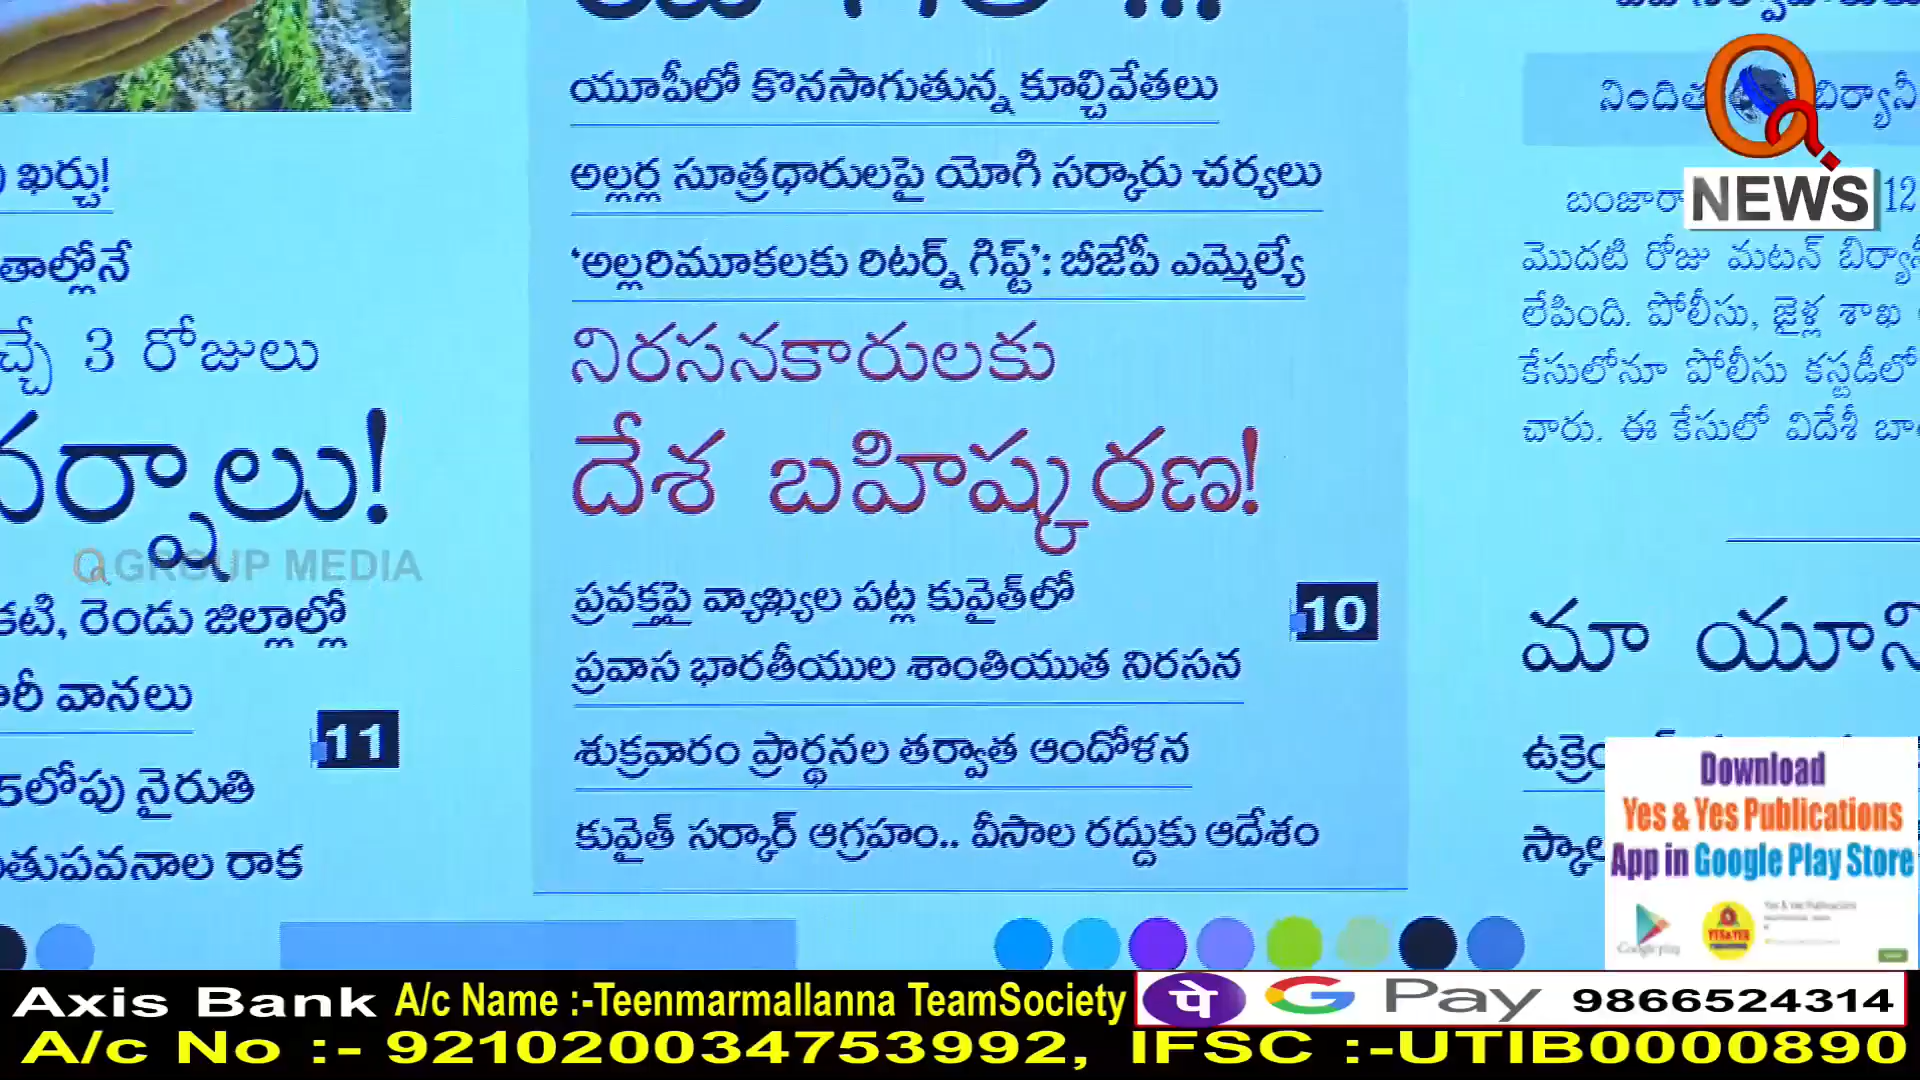 యూపీలో కొనసాగుతున్న కూల్చివేతలు
అల్లర్ల సూత్రధారులపై యోగి సర్కారు చర్యలు
‘అల్లరిమూకలకు రిటర్న్ గిఫ్ట్’: బీజేపీ ఎమ్మెల్యే
నిరసనకారులకు
దేశ బహిష్కరణ!
ప్రవక్తపై వ్యాఖ్యల పట్ల కువైత్‌లో
ప్రవాస భారతీయుల శాంతియుత నిరసన
10
శుక్రవారం ప్రార్థనల తర్వాత ఆందోళన
కువైత్ సర్కార్ ఆగ్రహం.. వీసాల రద్దుకు ఆదేశం
ఖర్చు!
3 రోజులు
GROUP MEDIA
రెండు జిల్లాల్లో
వానలు
11
5లోపు నైరుతి
రాక
NEWS
12
మొదటి రోజు మటన్
లేపింది. పోలీసు, జైళ్ల శాఖ
కేసులోనూ పోలీసు కస్టడీలో
చారు. ఈ కేసులో విదేశీ
మా
Download
Yes & Yes Publications
App in Google Play Store
Google play
Axis Bank A/c Name :-Teenmarmallanna TeamSociety
पे G Pay 9866524314
A/c No :- 921020034753992, IFSC :-UTIB0000890